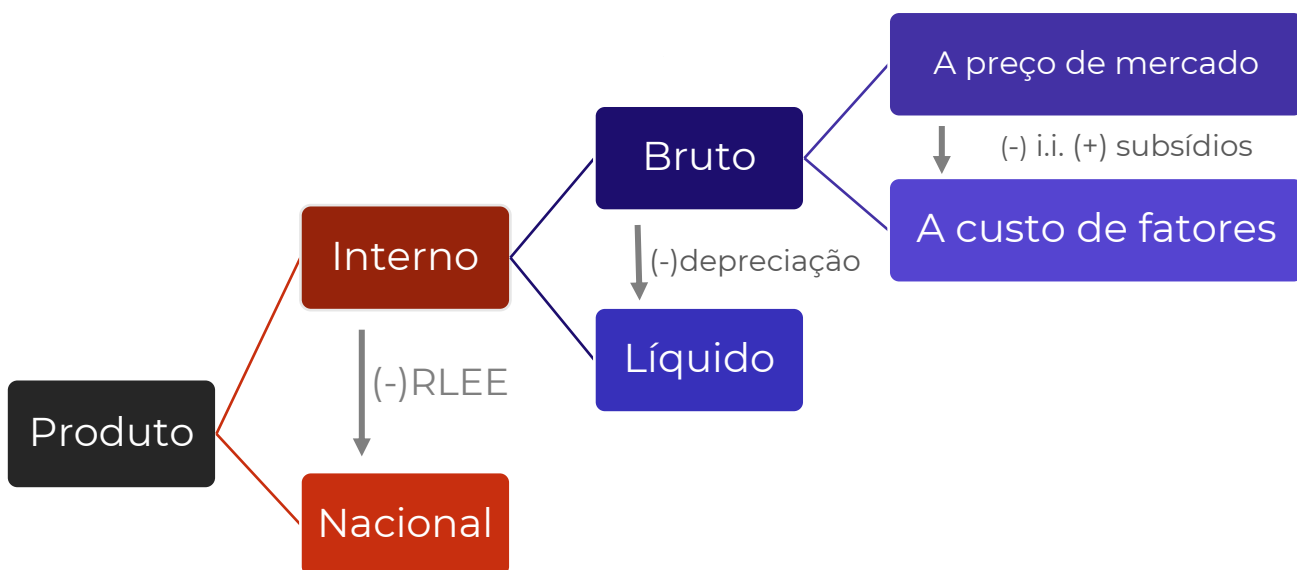 A preço de mercado
(-) i.i. (+) subsídios
A custo de fatores
Bruto
(-)depreciação
Líquido
Interno
(-)RLEE
Nacional
Produto